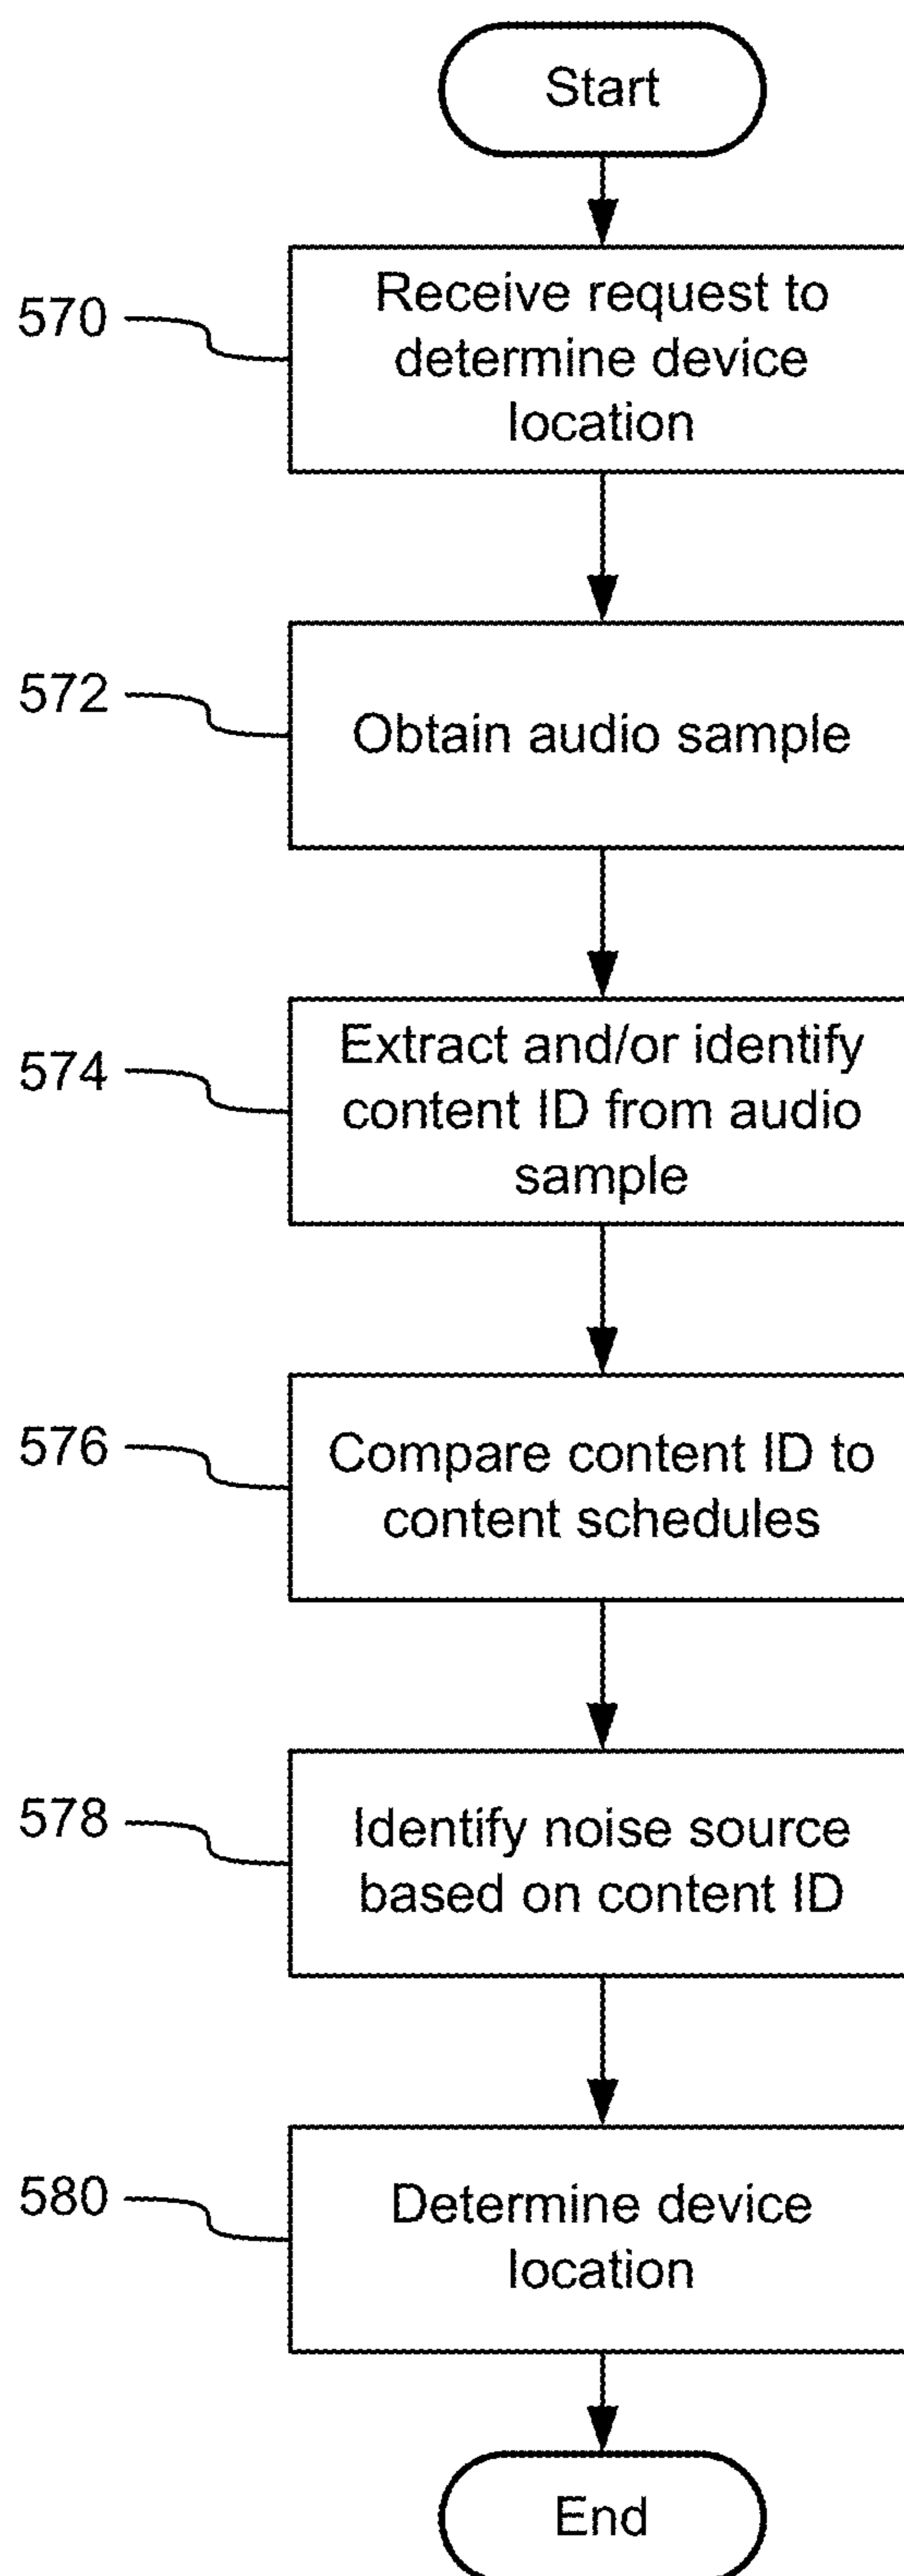 Start
570
Receive request to
determine device
location
572
Obtain audio sample
574
Extract and/or identify
content ID from audio
sample
576
Compare content ID to
content schedules
578
Identify noise source
based on content ID
580
Determine device
location
End